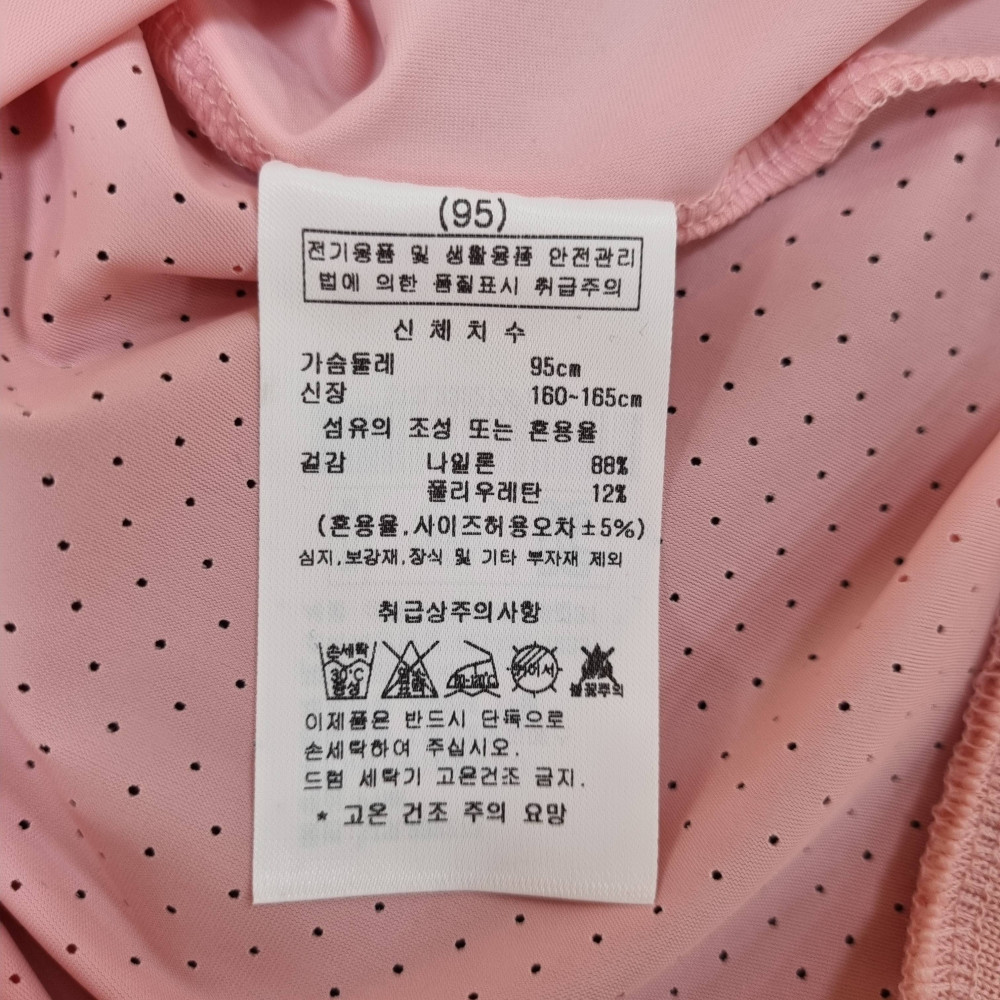 (95)
전기용품 및 생활용품 안전관리
법에 의한 품질표시 취급주의
신 체 치 수
가슴둘레 95cm
신장 160~165cm
섬유의 조성 또는 혼용율
겉감 나일론 88%
폴리우레탄 12%
(혼용율,사이즈허용오차±5%)
심지,보강재,장식 및 기타 부자재 제외
취급상주의사항
손세탁
30℃
중성
불꽃주의
이제품은 반드시 단독으로
손세탁하여 주십시오.
드럼 세탁기 고온건조 금지.
* 고온 건조 주의 요망